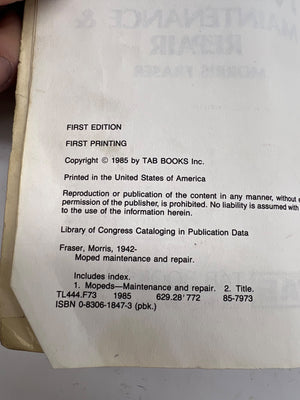 MAINTENANCE &
REPAIR
MORRIS FRASER
FIRST EDITION
FIRST PRINTING
Copyright © 1985 by TAB BOOKS Inc.
Printed in the United States of America
Reproduction or publication of the content in any manner, without
permission of the publisher, is prohibited. No liability is assumed with
to the use of the information herein.
Library of Congress Cataloging in Publication Data
Fraser, Morris, 1942-
Moped maintenance and repair.
Includes index.
1. Mopeds—Maintenance and repair. 2. Title.
TL444.F73 1985 629.28'772 85-7973
ISBN 0-8306-1847-3 (pbk.)